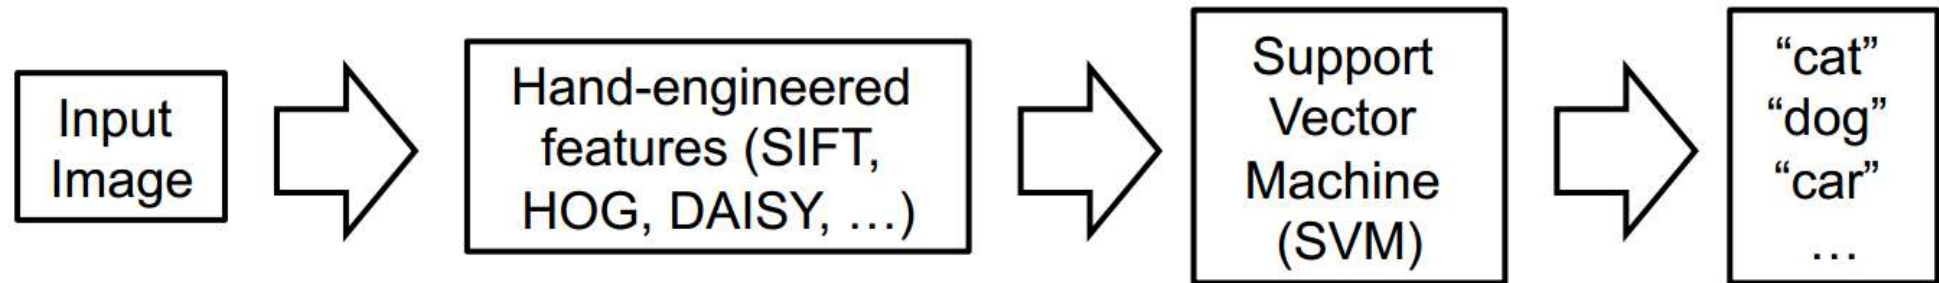 Input
Image
Hand-engineered
features (SIFT,
HOG, DAISY, …)
Support
Vector
Machine
(SVM)
“cat”
“dog”
“car”
…